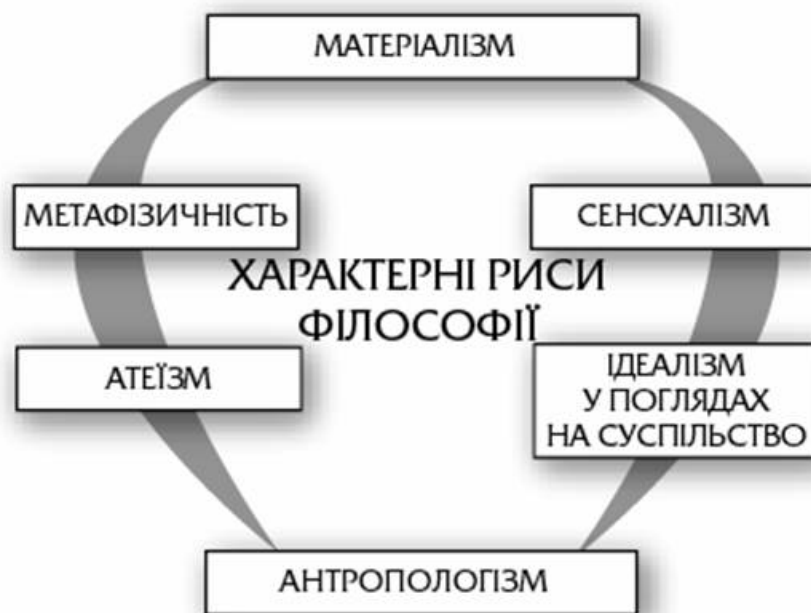 МАТЕРІАЛІЗМ
МЕТАФІЗИЧНІСТЬ
СЕНСУАЛІЗМ
ХАРАКТЕРНІ РИСИ
ФІЛОСОФІЇ
АТЕЇЗМ
ІДЕАЛІЗМ
У ПОГЛЯДАХ
НА СУСПІЛЬСТВО
АНТРОПОЛОГІЗМ